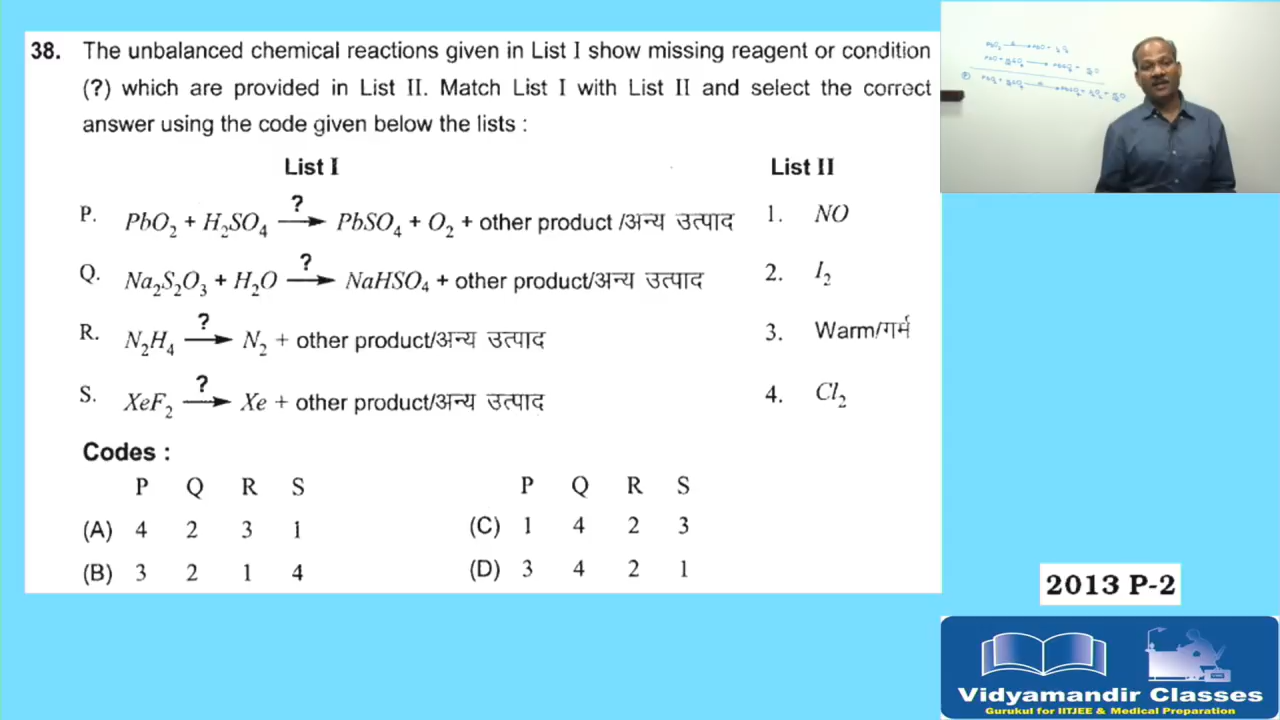 38. The unbalanced chemical reactions given in List I show missing reagent or condition
(?) which are provided in List II. Match List I with List II and select the correct
answer using the code given below the lists :
List I List II
P. PbO₂ + H₂SO₄ —?→ PbSO₄ + O₂ + other product /अन्य उत्पाद 1. NO
Q. Na₂S₂O₃ + H₂O —?→ NaHSO₄ + other product/अन्य उत्पाद 2. I₂
R. N₂H₄ —?→ N₂ + other product/अन्य उत्पाद 3. Warm/गर्म
S. XeF₂ —?→ Xe + other product/अन्य उत्पाद 4. Cl₂
Codes :
P Q R S P Q R S
(A) 4 2 3 1 (C) 1 4 2 3
(B) 3 2 1 4 (D) 3 4 2 1
2013 P-2
Vidyamandir Classes
Gurukul for IITJEE & Medical Preparation